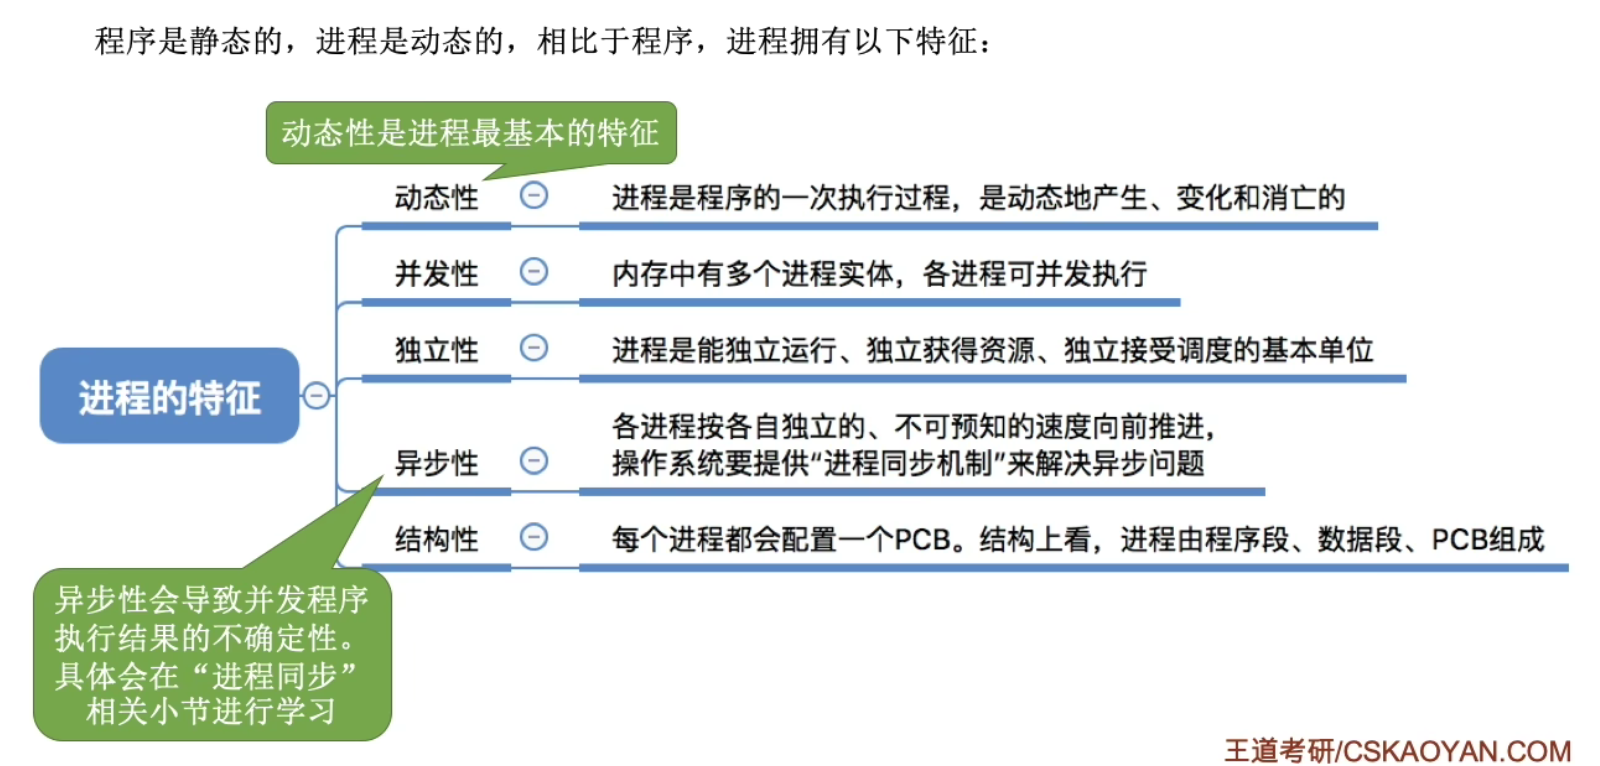 程序是静态的，进程是动态的，相比于程序，进程拥有以下特征：
动态性是进程最基本的特征
动态性
进程是程序的一次执行过程，是动态地产生、变化和消亡的
并发性
内存中有多个进程实体，各进程可并发执行
独立性
进程是能独立运行、独立获得资源、独立接受调度的基本单位
进程的特征
异步性
各进程按各自独立的、不可预知的速度向前推进，
操作系统要提供“进程同步机制”来解决异步问题
结构性
每个进程都会配置一个PCB。结构上看，进程由程序段、数据段、PCB组成
异步性会导致并发程序
执行结果的不确定性。
具体会在“进程同步”
相关小节进行学习
王道考研/CSKAOYAN.COM